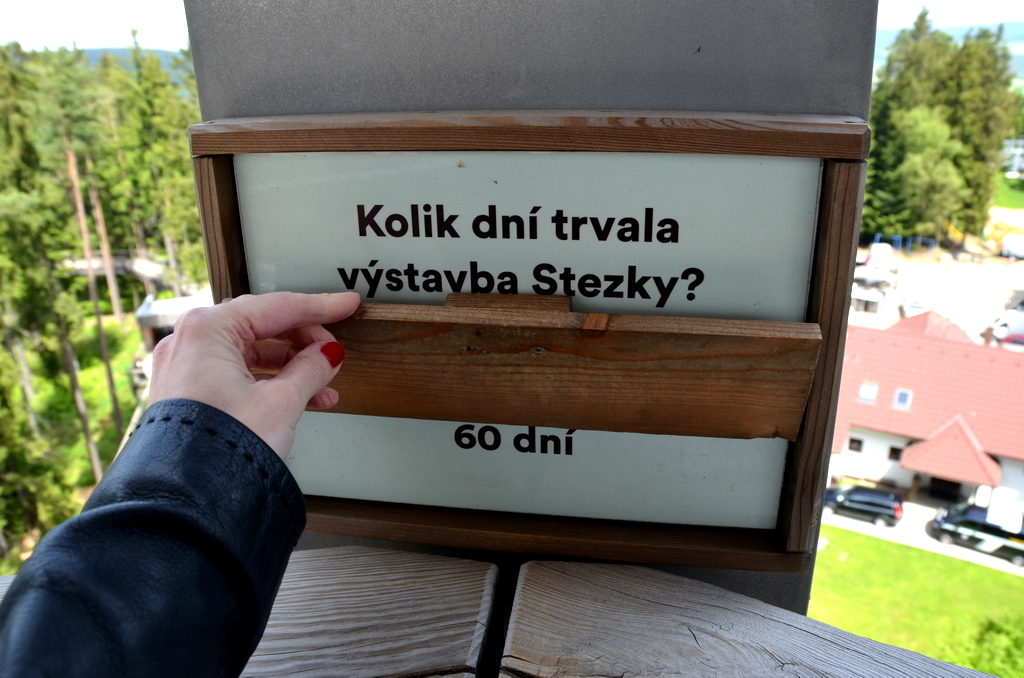 Kolik dní trvala
výstavba Stezky?
60 dní